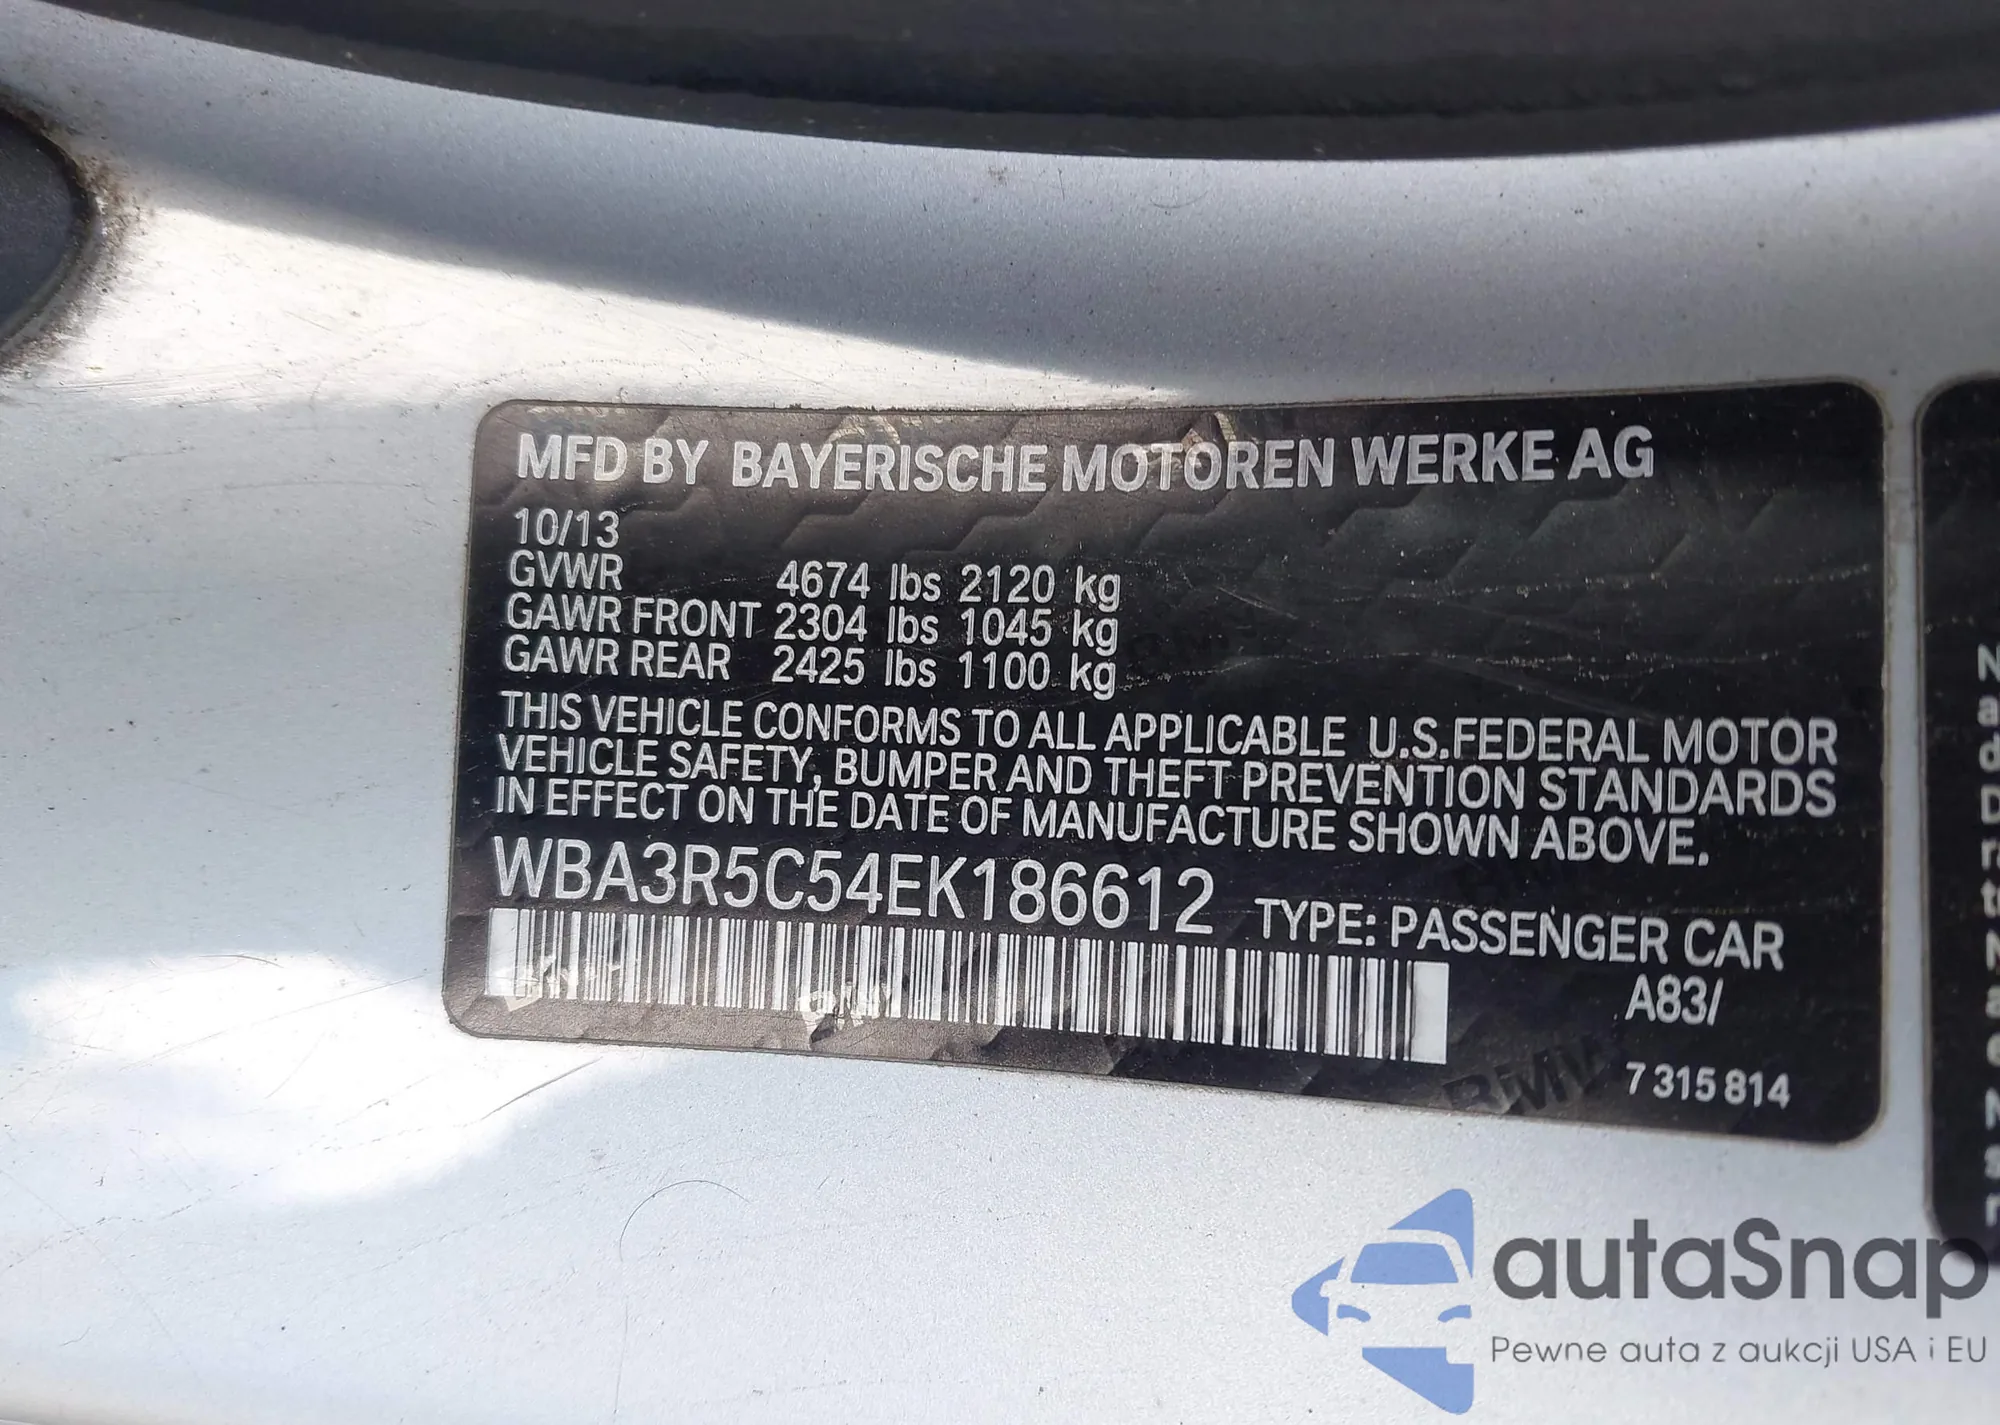 MFD BY BAYERISCHE MOTOREN WERKE AG
10/13
GVWR 4674 lbs 2120 kg
GAWR FRONT 2304 lbs 1045 kg
GAWR REAR 2425 lbs 1100 kg
THIS VEHICLE CONFORMS TO ALL APPLICABLE U.S.FEDERAL MOTOR
VEHICLE SAFETY, BUMPER AND THEFT PREVENTION STANDARDS
IN EFFECT ON THE DATE OF MANUFACTURE SHOWN ABOVE.
WBA3R5C54EK186612 TYPE: PASSENGER CAR
A83/
7 315 814
autaSnap
Pewne auta z aukcji USA i EU